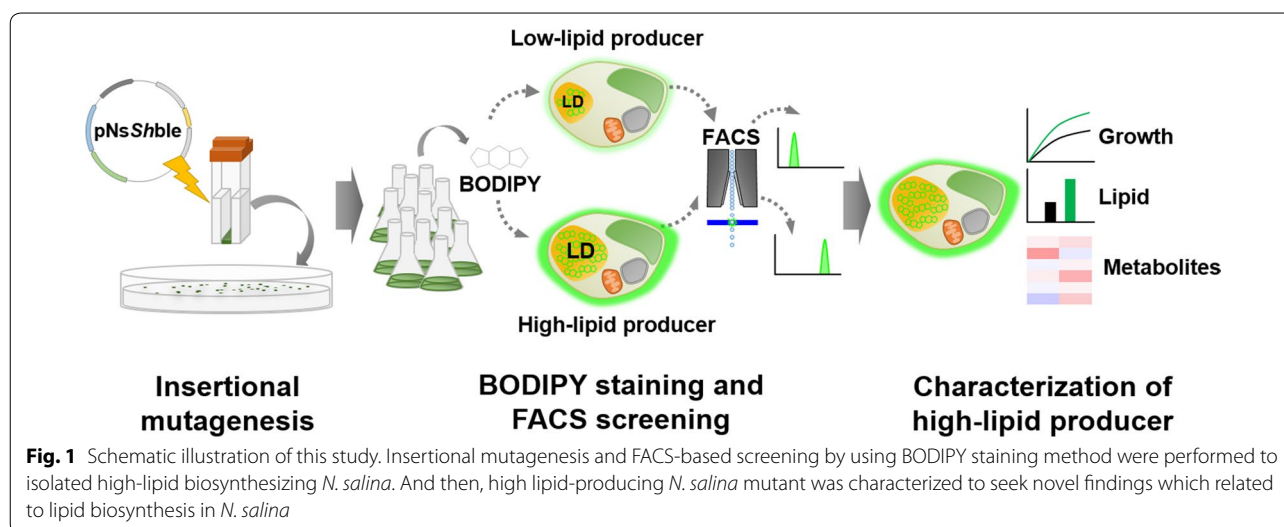 Low-lipid producer
pNsShble
LD
FACS
BODIPY
Growth
Lipid
Metabolites
LD
High-lipid producer
Insertional
mutagenesis
BODIPY staining and
FACS screening
Characterization of
high-lipid producer
Fig. 1 Schematic illustration of this study. Insertional mutagenesis and FACS-based screening by using BODIPY staining method were performed to
isolated high-lipid biosynthesizing N. salina. And then, high lipid-producing N. salina mutant was characterized to seek novel findings which related
to lipid biosynthesis in N. salina